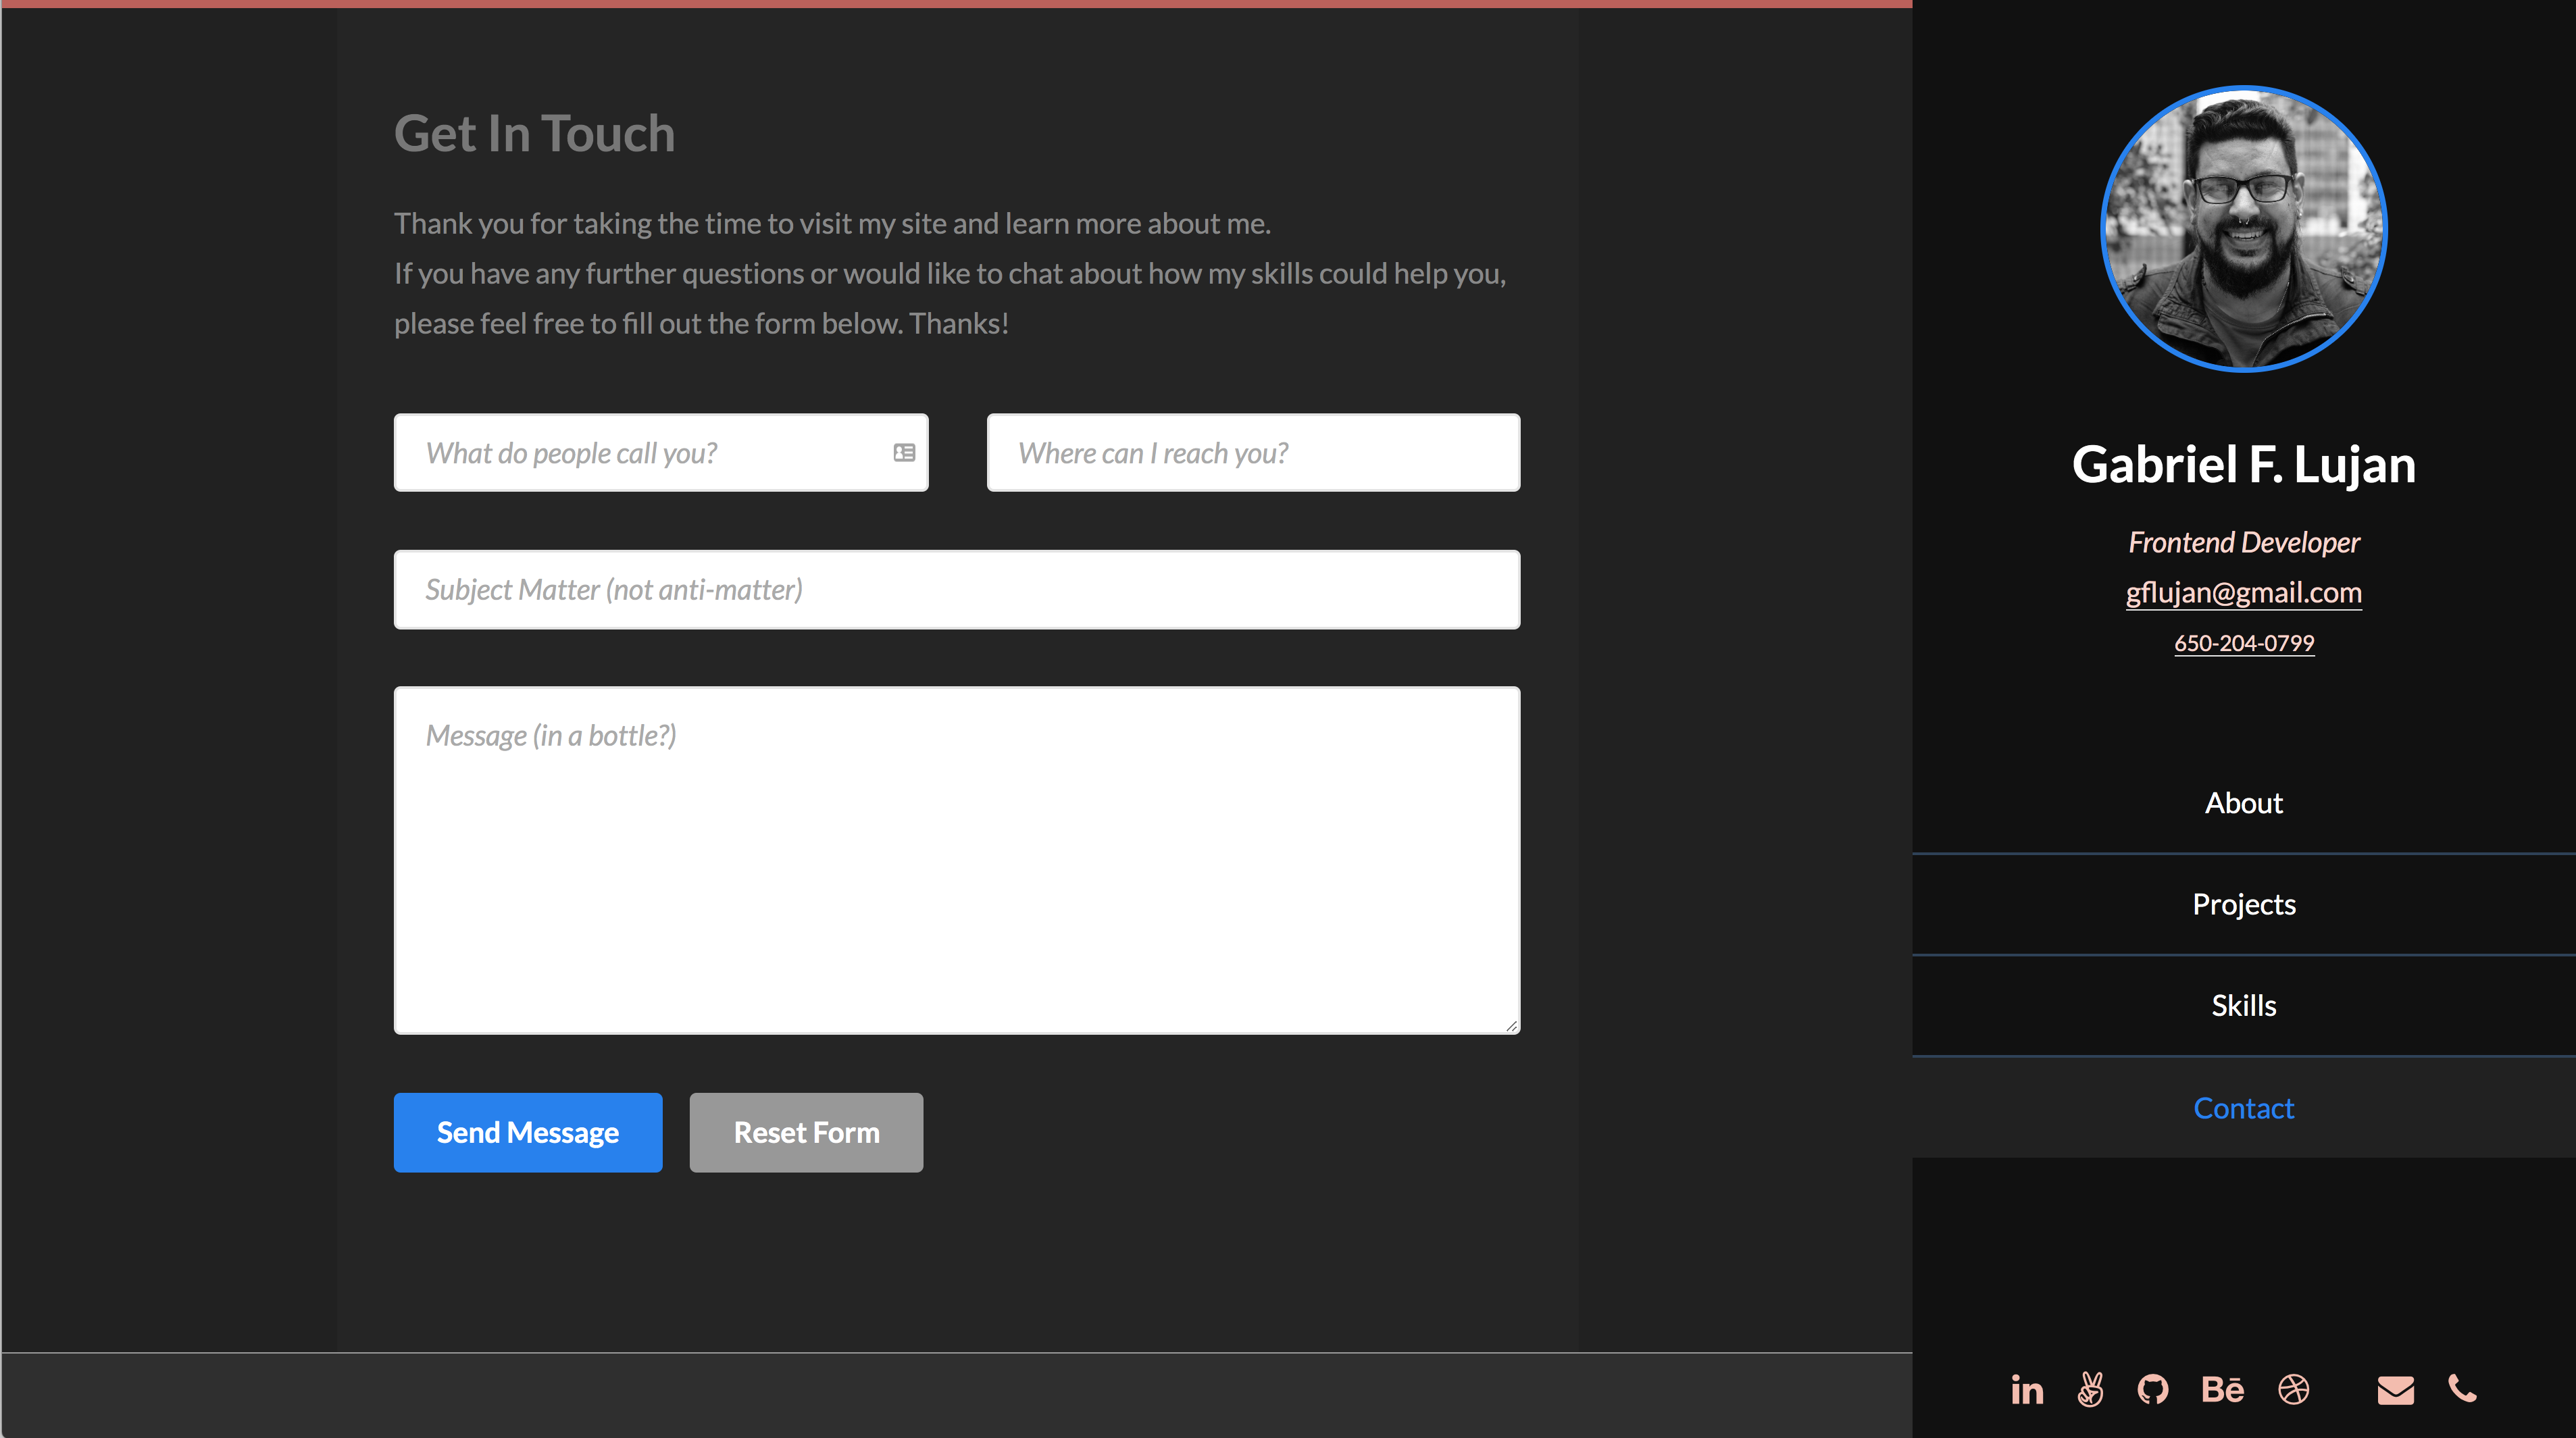 Get In Touch
Thank you for taking the time to visit my site and learn more about me.
If you have any further questions or would like to chat about how my skills could help you,
please feel free to fill out the form below. Thanks!
What do people call you?
Where can I reach you?
Subject Matter (not anti-matter)
Message (in a bottle?)
Send Message
Reset Form
Gabriel F. Lujan
Frontend Developer
gflujan@gmail.com
650-204-0799
About
Projects
Skills
Contact
in
Bē